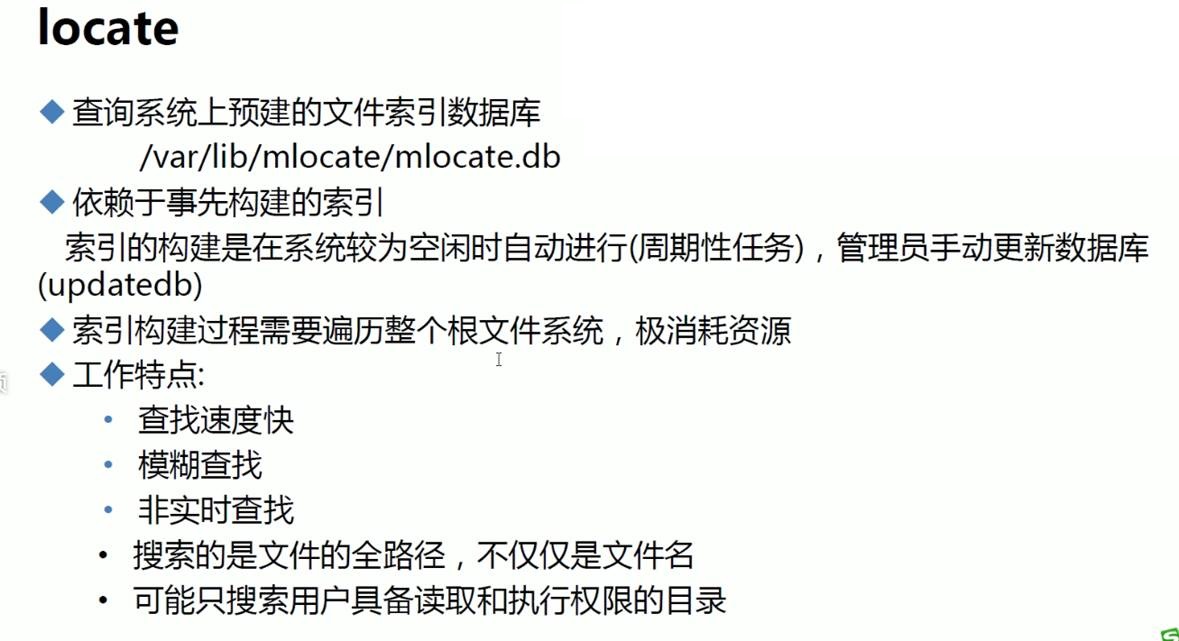 locate
查询系统上预建的文件索引数据库
/var/lib/mlocate/mlocate.db
依赖于事先构建的索引
索引的构建是在系统较为空闲时自动进行(周期性任务)，管理员手动更新数据库
(updatedb)
索引构建过程需要遍历整个根文件系统，极消耗资源
工作特点:
• 查找速度快
• 模糊查找
• 非实时查找
• 搜索的是文件的全路径，不仅仅是文件名
• 可能只搜索用户具备读取和执行权限的目录